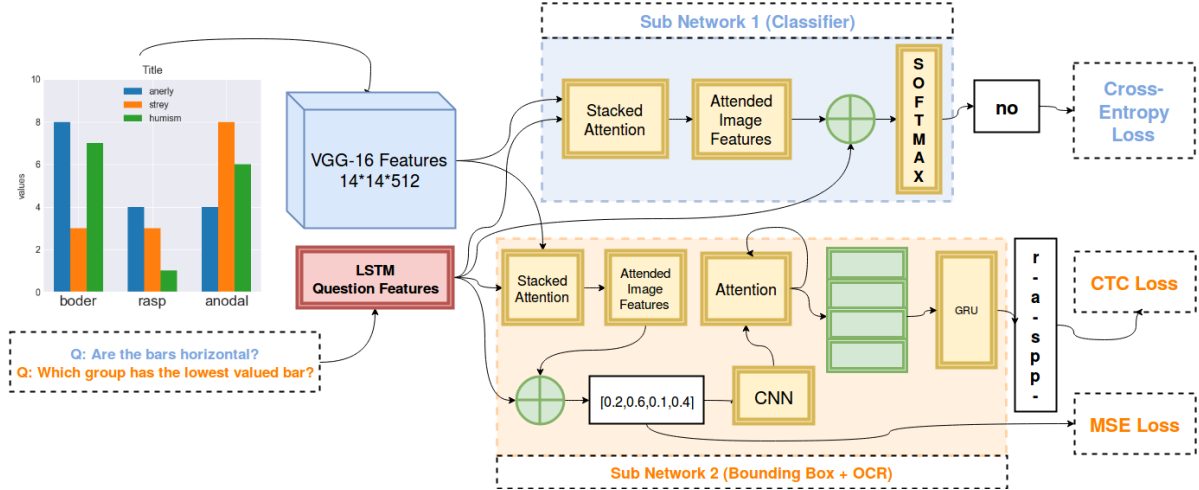 Sub Network 1 (Classifier)
Title
anerly
strey
humism
10
8
6
4
2
0
values
boder
rasp
anodal
VGG-16 Features
14*14*512
LSTM
Question Features
Q: Are the bars horizontal?
Q: Which group has the lowest valued bar?
Stacked
Attention
Attended
Image
Features
S
O
F
T
M
A
X
no
Cross-
Entropy
Loss
Stacked
Attention
Attended
Image
Features
Attention
GRU
r
-
a
-
s
p
p
-
CTC Loss
[0.2,0.6,0.1,0.4]
CNN
MSE Loss
Sub Network 2 (Bounding Box + OCR)